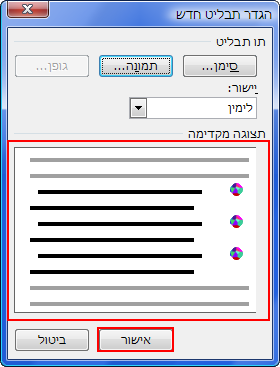 הגדר תבליט חדש
תו תבליט
סימן... תמונה... גופן...
יישור:
לימין
תצוגה מקדימה
אישור ביטול